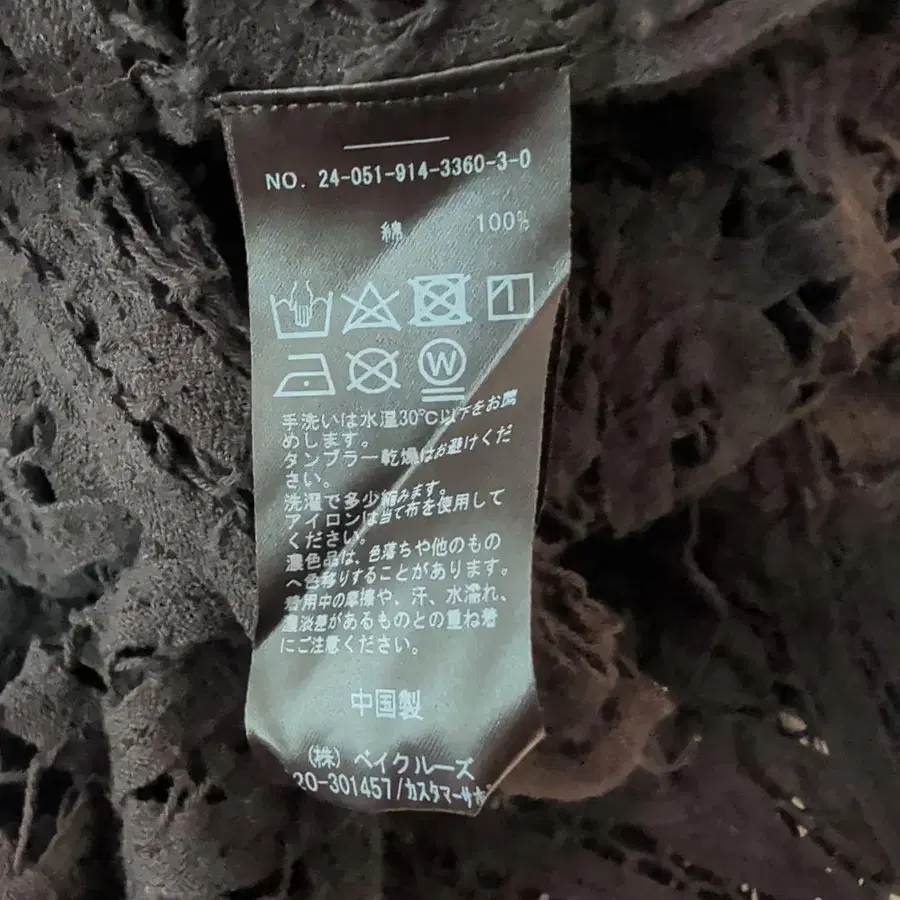 NO. 24-051-914-3360-3-0
綿 100%
W
手洗いは水温30℃以下をお薦
めします。
タンブラー乾燥はお避けくだ
さい。
洗濯で多少縮みます。
アイロンは当て布を使用して
ください。
濃色品は、色落ちや他のもの
へ色移りすることがあります。
着用中の摩擦や、汗、水濡れ、
濃淡差があるものとの重ね着
にご注意ください。
中国製
(株) ベイクルーズ
20-301457/カスタマーサポ